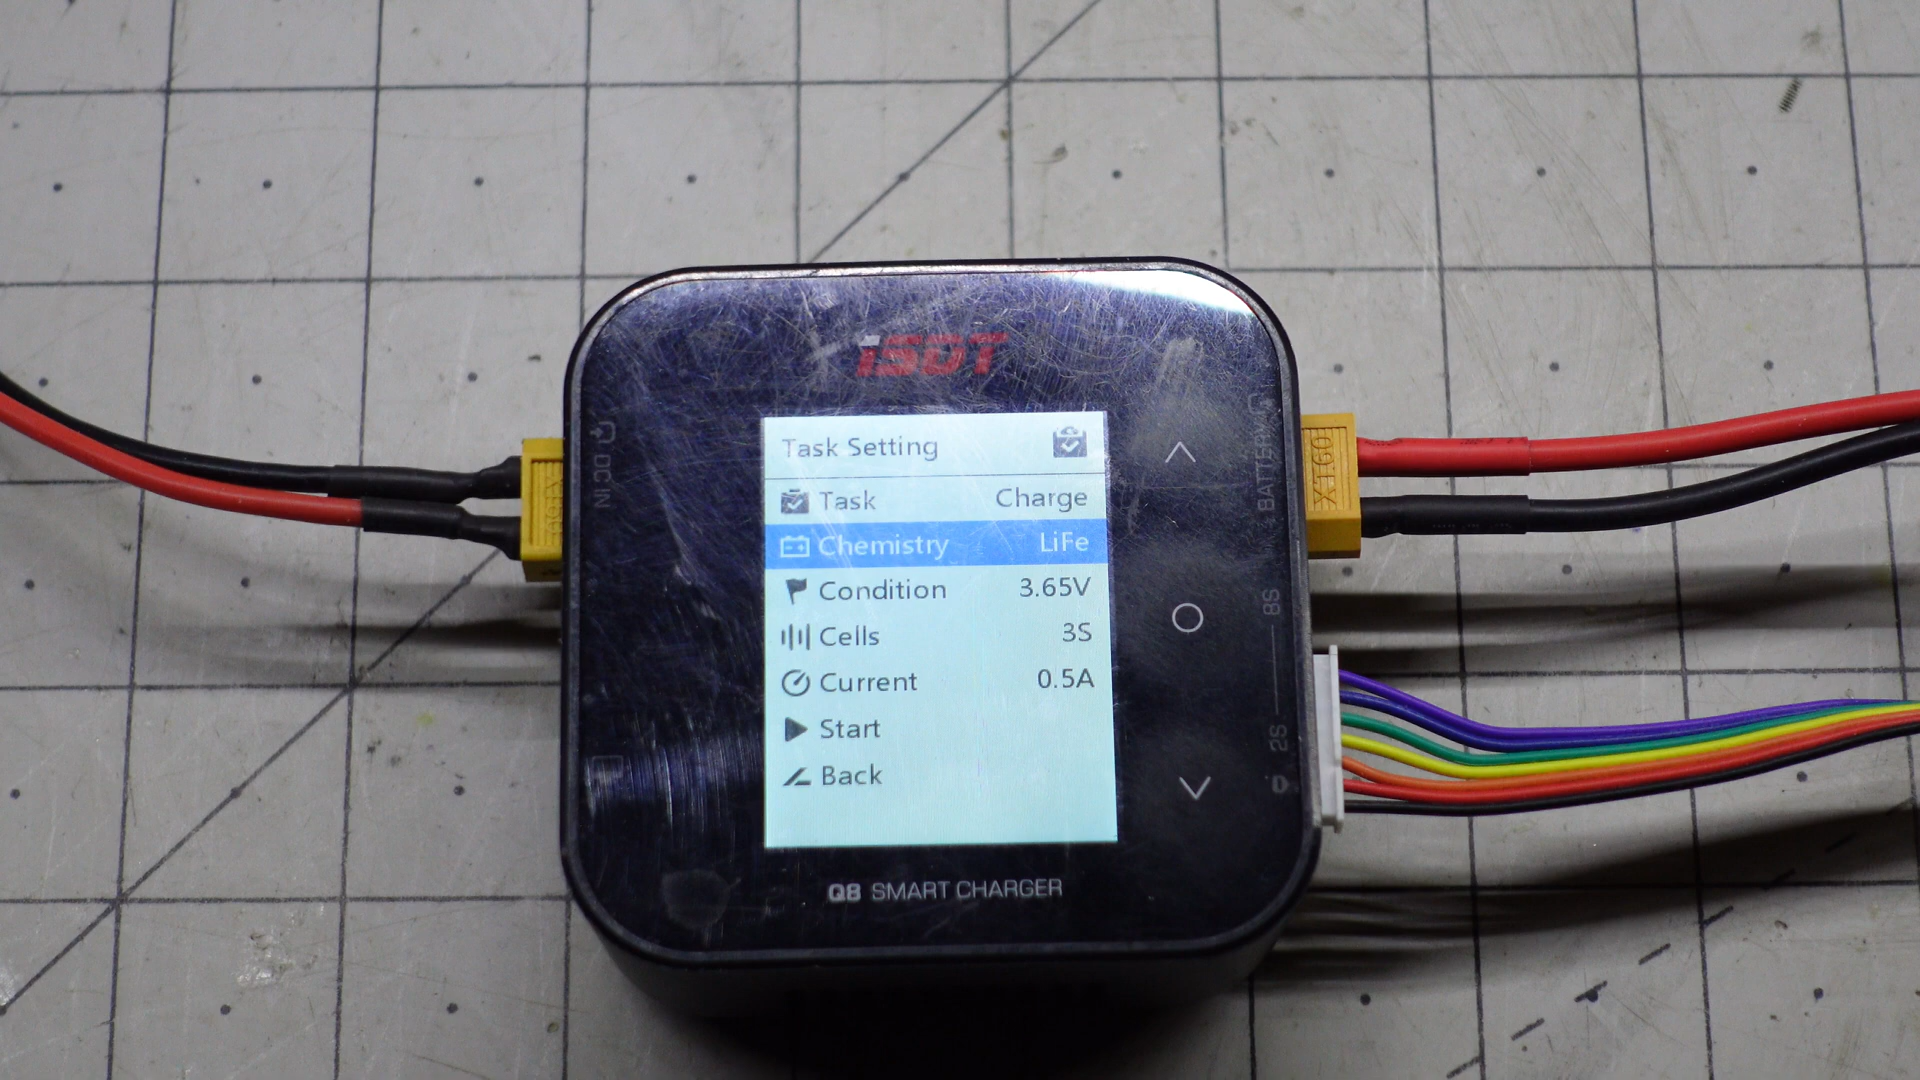 iSDT
Task Setting
Task Charge
Chemistry LiFe
Condition 3.65V
Cells 3S
Current 0.5A
Start
Back
Q8 SMART CHARGER
DC IN
BATTERY
8S
2S
XT60